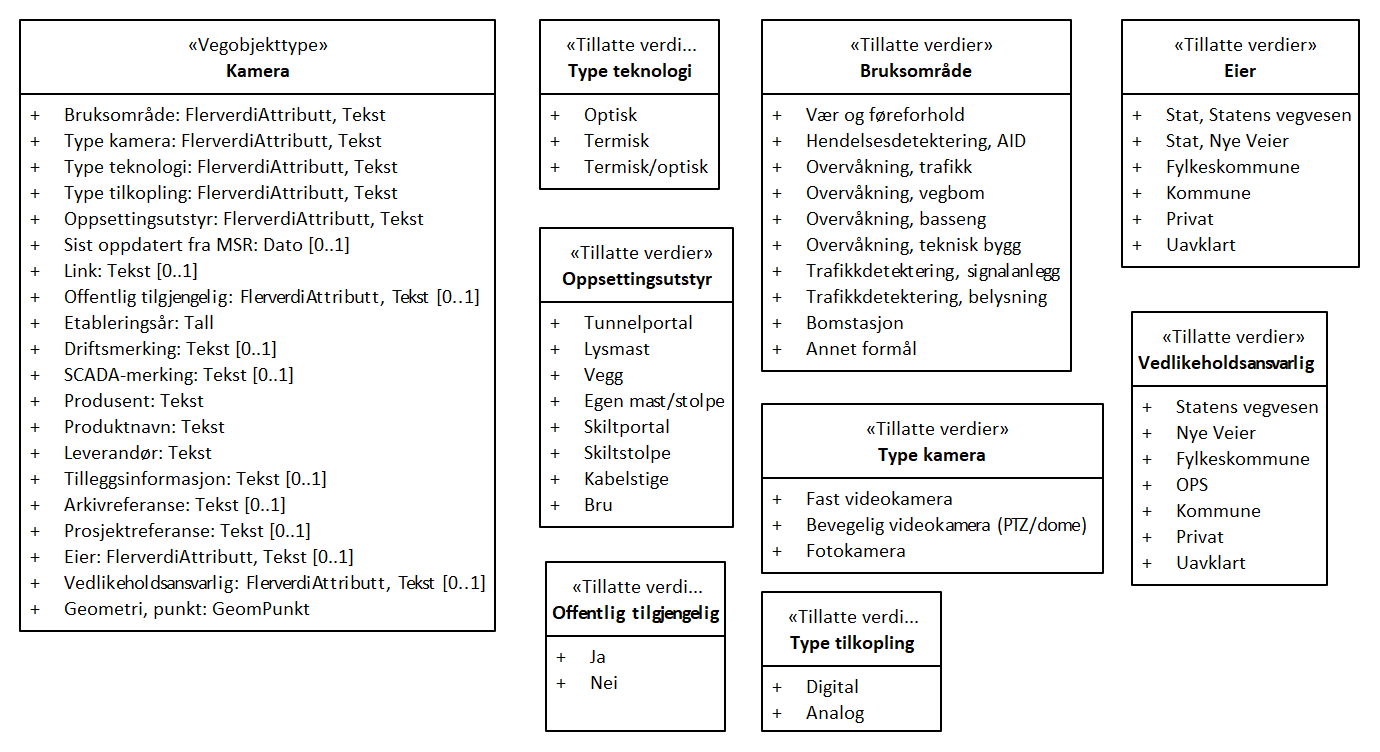 «Vegobjekttype»
Kamera
+ Bruksområde: FlerverdiAttributt, Tekst
+ Type kamera: FlerverdiAttributt, Tekst
+ Type teknologi: FlerverdiAttributt, Tekst
+ Type tilkopling: FlerverdiAttributt, Tekst
+ Oppsettingsutstyr: FlerverdiAttributt, Tekst
+ Sist oppdatert fra MSR: Dato [0..1]
+ Link: Tekst [0..1]
+ Offentlig tilgjengelig: FlerverdiAttributt, Tekst [0..1]
+ Etableringsår: Tall
+ Driftsmerking: Tekst [0..1]
+ SCADA-merking: Tekst [0..1]
+ Produsent: Tekst
+ Produktnavn: Tekst
+ Leverandør: Tekst
+ Tilleggsinformasjon: Tekst [0..1]
+ Arkivreferanse: Tekst [0..1]
+ Prosjektreferanse: Tekst [0..1]
+ Eier: FlerverdiAttributt, Tekst [0..1]
+ Vedlikeholdsansvarlig: FlerverdiAttributt, Tekst [0..1]
+ Geometri, punkt: GeomPunkt
«Tillatte verdi...
Type teknologi
+ Optisk
+ Termisk
+ Termisk/optisk
«Tillatte verdier»
Oppsettingsutstyr
+ Tunnelportal
+ Lysmast
+ Vegg
+ Egen mast/stolpe
+ Skiltportal
+ Skiltstolpe
+ Kabelstige
+ Bru
«Tillatte verdi...
Offentlig tilgjengelig
+ Ja
+ Nei
«Tillatte verdier»
Bruksområde
+ Vær og føreforhold
+ Hendelsesdetektering, AID
+ Overvåkning, trafikk
+ Overvåkning, vegbom
+ Overvåkning, basseng
+ Overvåkning, teknisk bygg
+ Trafikkdetektering, signalanlegg
+ Trafikkdetektering, belysning
+ Bomstasjon
+ Annet formål
«Tillatte verdier»
Type kamera
+ Fast videokamera
+ Bevegelig videokamera (PTZ/dome)
+ Fotokamera
«Tillatte verdi...
Type tilkopling
+ Digital
+ Analog
«Tillatte verdier»
Eier
+ Stat, Statens vegvesen
+ Stat, Nye Veier
+ Fylkeskommune
+ Kommune
+ Privat
+ Uavklart
«Tillatte verdier»
Vedlikeholdsansvarlig
+ Statens vegvesen
+ Nye Veier
+ Fylkeskommune
+ OPS
+ Kommune
+ Privat
+ Uavklart